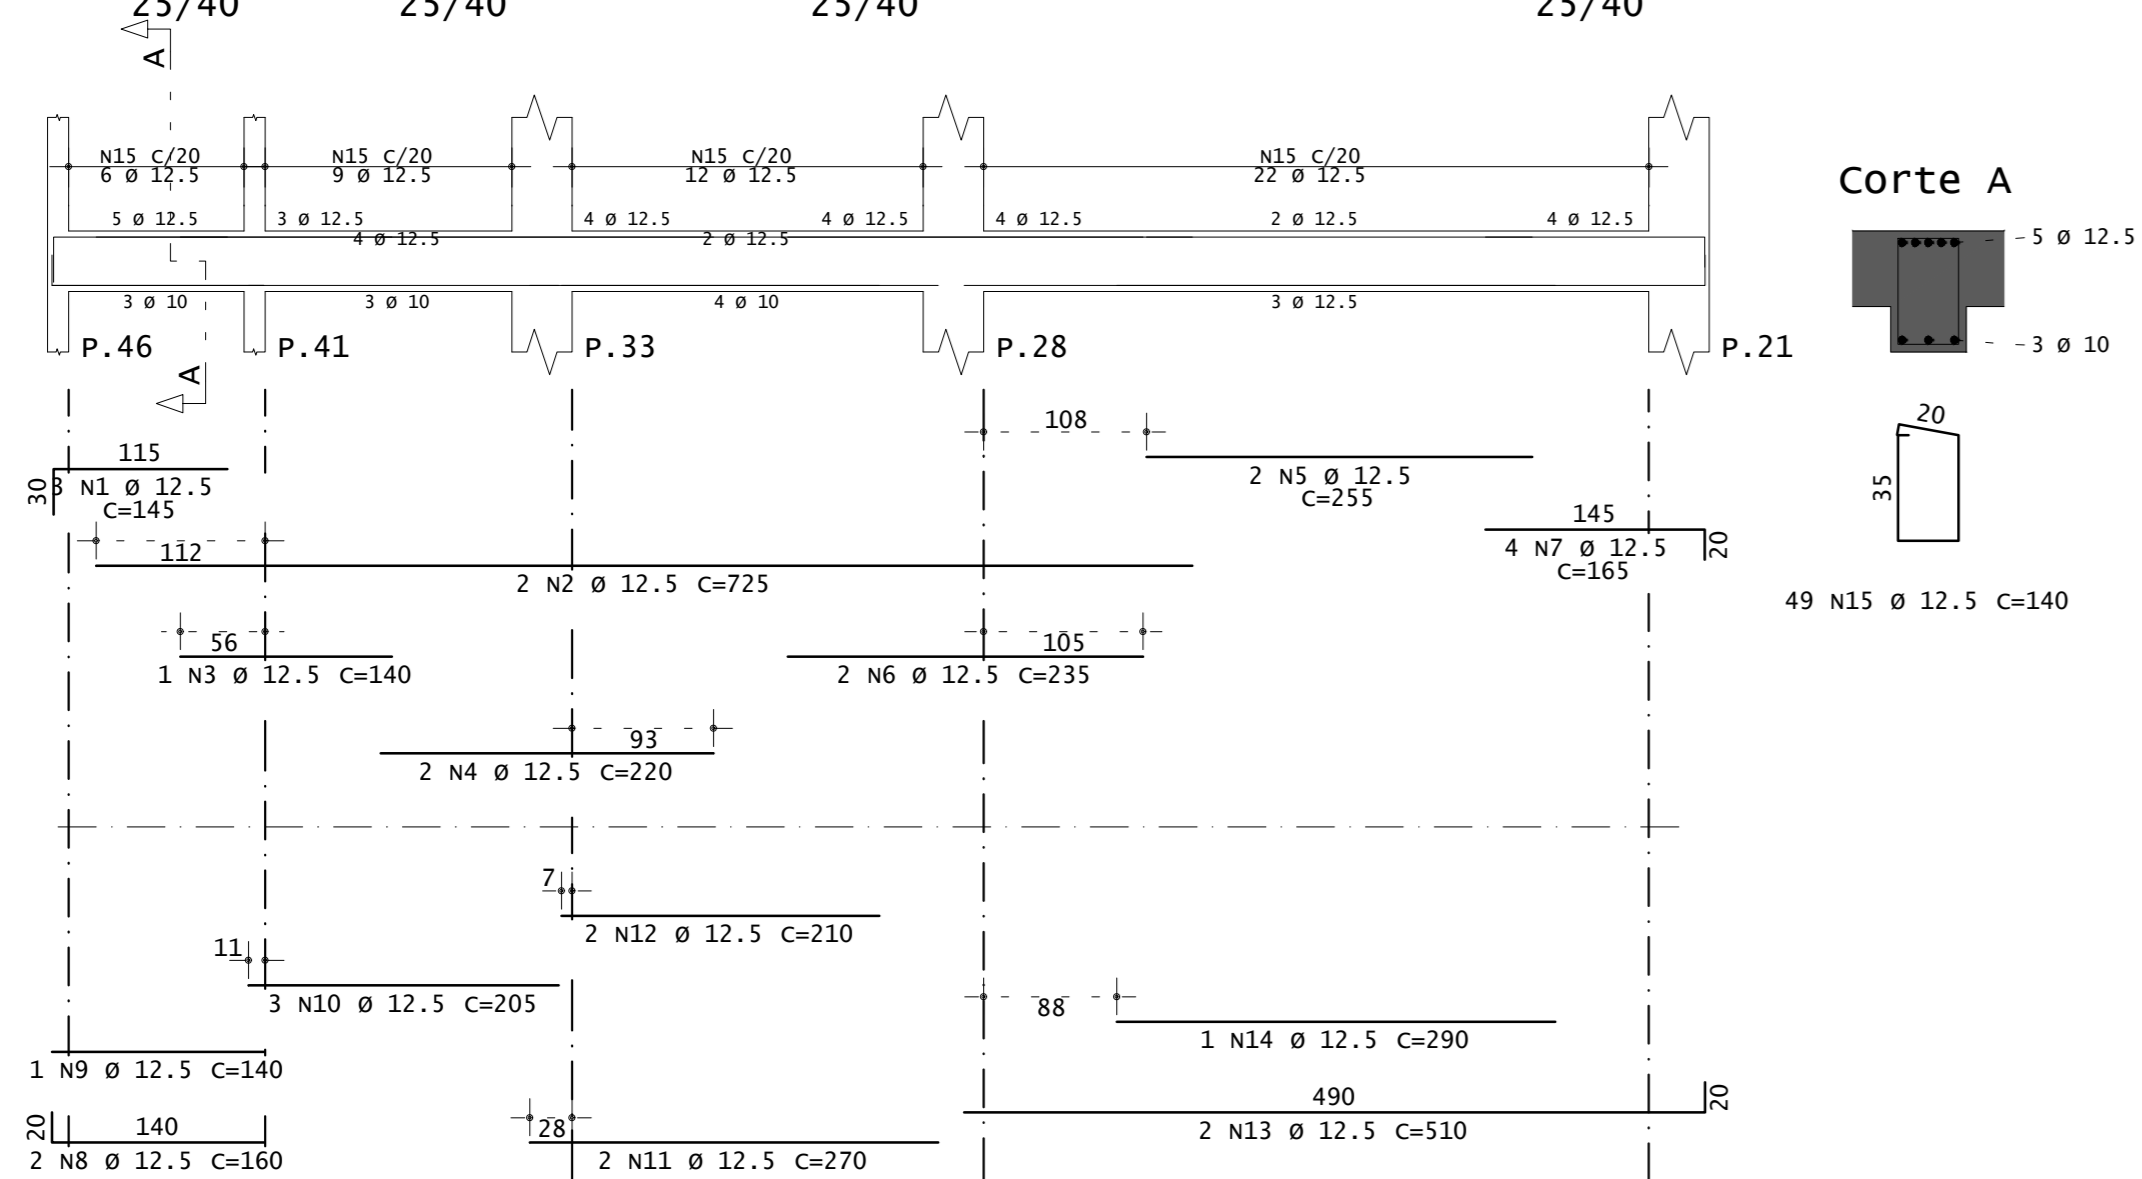 25/40 25/40 25/40 25/40
A
N15 C/20 N15 C/20 N15 C/20 N15 C/20
6 Ø 12.5 9 Ø 12.5 12 Ø 12.5 22 Ø 12.5
Corte A
5 Ø 12.5 3 Ø 12.5 4 Ø 12.5 4 Ø 12.5 4 Ø 12.5 2 Ø 12.5 4 Ø 12.5
4 Ø 12.5 2 Ø 12.5
5 Ø 12.5
3 Ø 10 3 Ø 10 4 Ø 10 3 Ø 12.5
P.46 P.41 P.33 P.28 P.21
3 Ø 10
A
20
35
49 N15 Ø 12.5 C=140
108
2 N5 Ø 12.5
C=255
115
30
3 N1 Ø 12.5
C=145
145
20
4 N7 Ø 12.5
C=165
112
2 N2 Ø 12.5 C=725
56
1 N3 Ø 12.5 C=140
105
2 N6 Ø 12.5 C=235
93
2 N4 Ø 12.5 C=220
7
2 N12 Ø 12.5 C=210
11
3 N10 Ø 12.5 C=205
88
1 N14 Ø 12.5 C=290
1 N9 Ø 12.5 C=140
490
20
2 N13 Ø 12.5 C=510
20
140
2 N8 Ø 12.5 C=160
28
2 N11 Ø 12.5 C=270